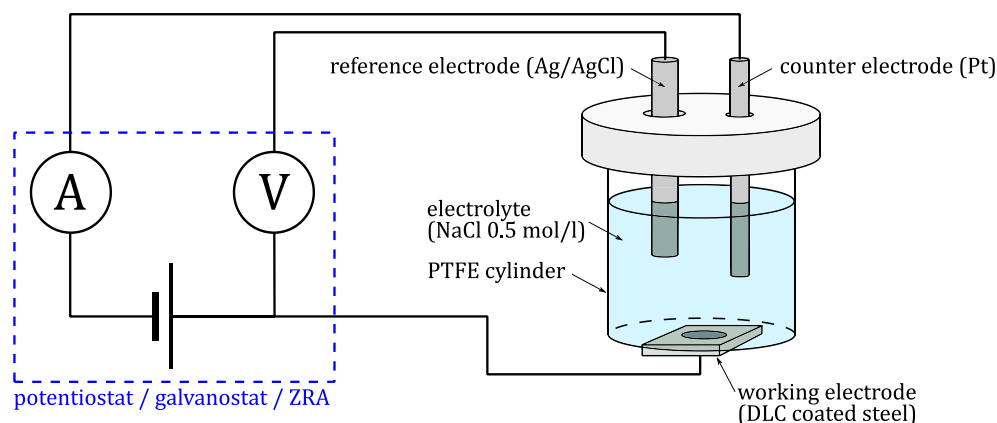 reference electrode (Ag/AgCl)
counter electrode (Pt)
A
V
electrolyte
(NaCl 0.5 mol/l)
PTFE cylinder
potentiostat / galvanostat / ZRA
working electrode
(DLC coated steel)